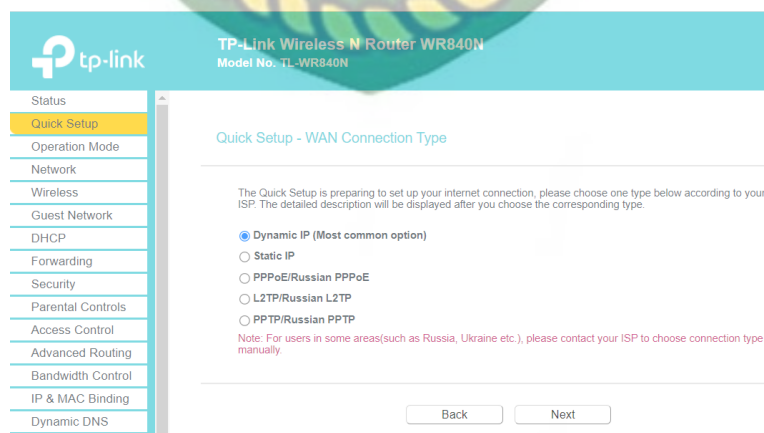 tp-link
TP-Link Wireless N Router WR840N
Model No. TL-WR840N
Status
Quick Setup
Operation Mode
Network
Wireless
Guest Network
DHCP
Forwarding
Security
Parental Controls
Access Control
Advanced Routing
Bandwidth Control
IP & MAC Binding
Dynamic DNS
Quick Setup - WAN Connection Type
The Quick Setup is preparing to set up your internet connection, please choose one type below according to your
ISP. The detailed description will be displayed after you choose the corresponding type.
Dynamic IP (Most common option)
Static IP
PPPoE/Russian PPPoE
L2TP/Russian L2TP
PPTP/Russian PPTP
Note: For users in some areas(such as Russia, Ukraine etc.), please contact your ISP to choose connection type
manually.
Back
Next